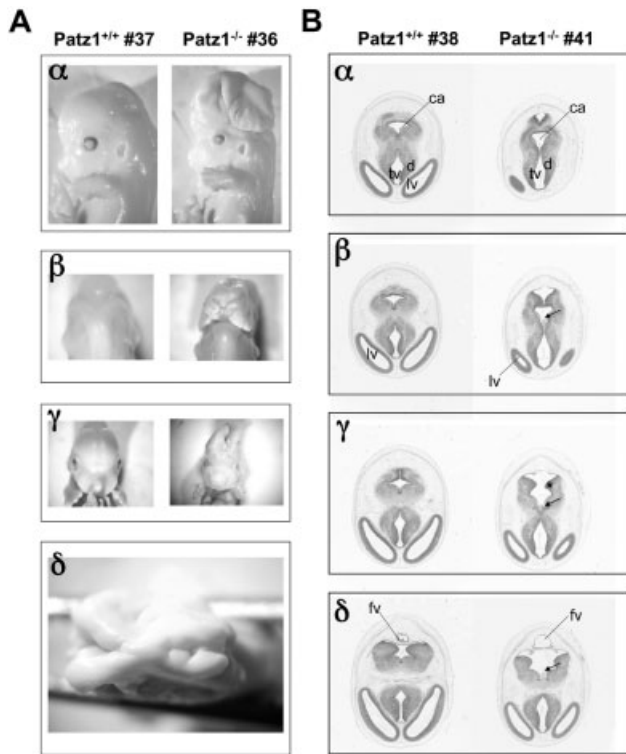 A
Patz1+/+ #37 Patz1-/- #36
α
β
γ
δ
B
Patz1+/+ #38 Patz1-/- #41
α
ca
ca
tv
d
lv
tv
d
β
lv
lv
γ
δ
fv
fv